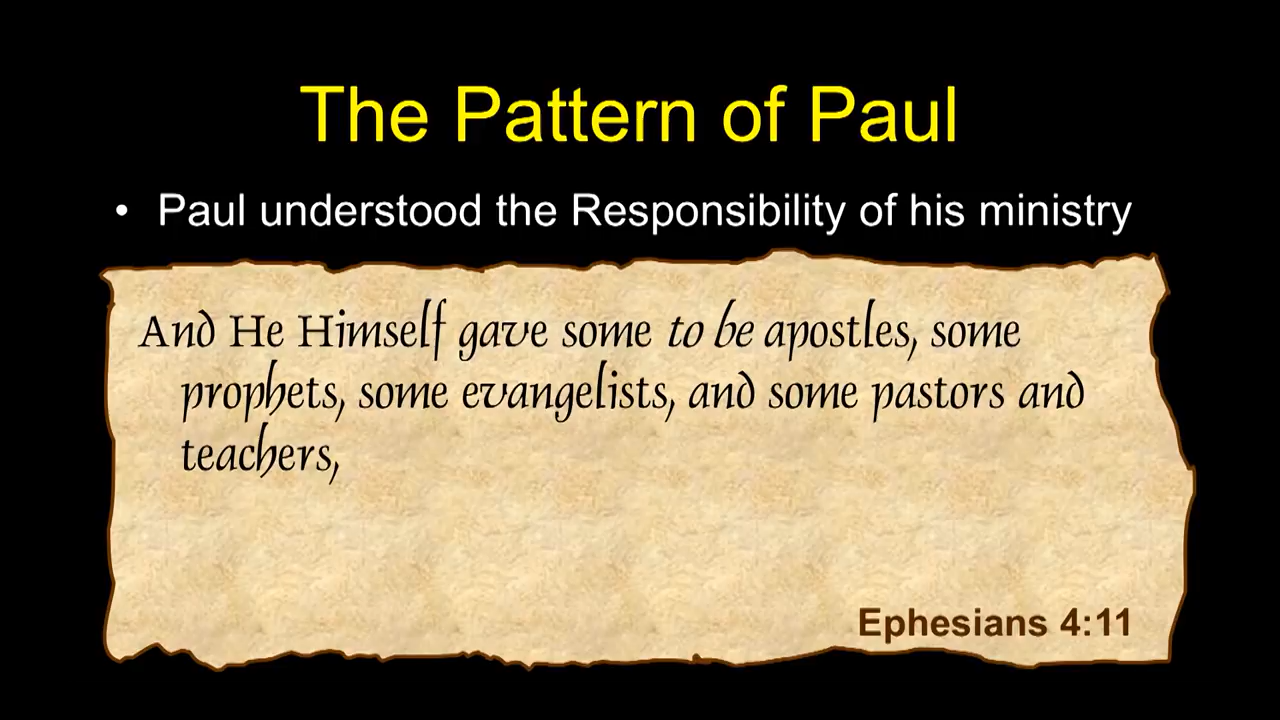 The Pattern of Paul
• Paul understood the Responsibility of his ministry
And He Himself gave some to be apostles, some
prophets, some evangelists, and some pastors and
teachers,
Ephesians 4:11